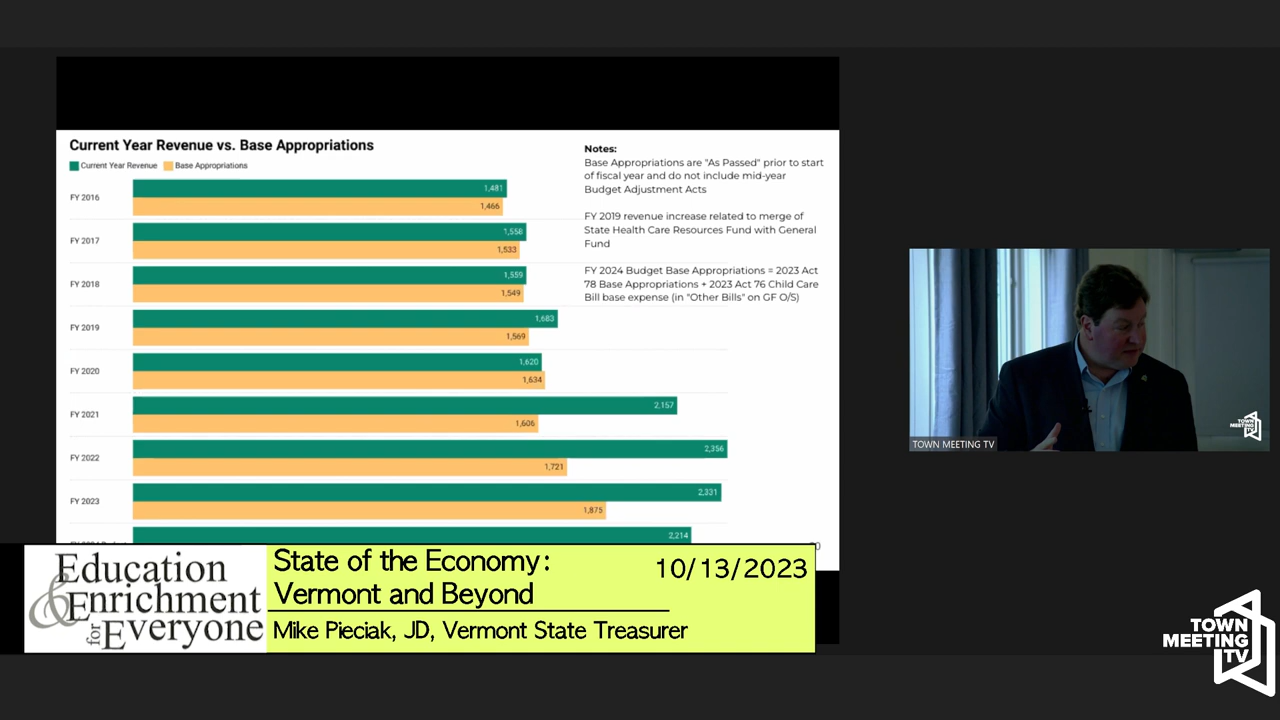 Current Year Revenue vs. Base Appropriations
Current Year Revenue Base Appropriations
FY 2016
1,481
1,466
FY 2017
1,558
1,533
FY 2018
1,559
1,549
FY 2019
1,683
1,569
FY 2020
1,620
1,634
FY 2021
2,157
1,606
FY 2022
2,356
1,721
FY 2023
2,331
1,875
2,214
Notes:
Base Appropriations are "As Passed" prior to start
of fiscal year and do not include mid-year
Budget Adjustment Acts
FY 2019 revenue increase related to merge of
State Health Care Resources Fund with General
Fund
FY 2024 Budget Base Appropriations = 2023 Act
78 Base Appropriations + 2023 Act 76 Child Care
Bill base expense (in "Other Bills" on GF O/S)
TOWN MEETING TV
TOWN
MEETING
TV
Education
& Enrichment
for Everyone
State of the Economy:
Vermont and Beyond
10/13/2023
Mike Pieciak, JD, Vermont State Treasurer
TOWN
MEETING
TV